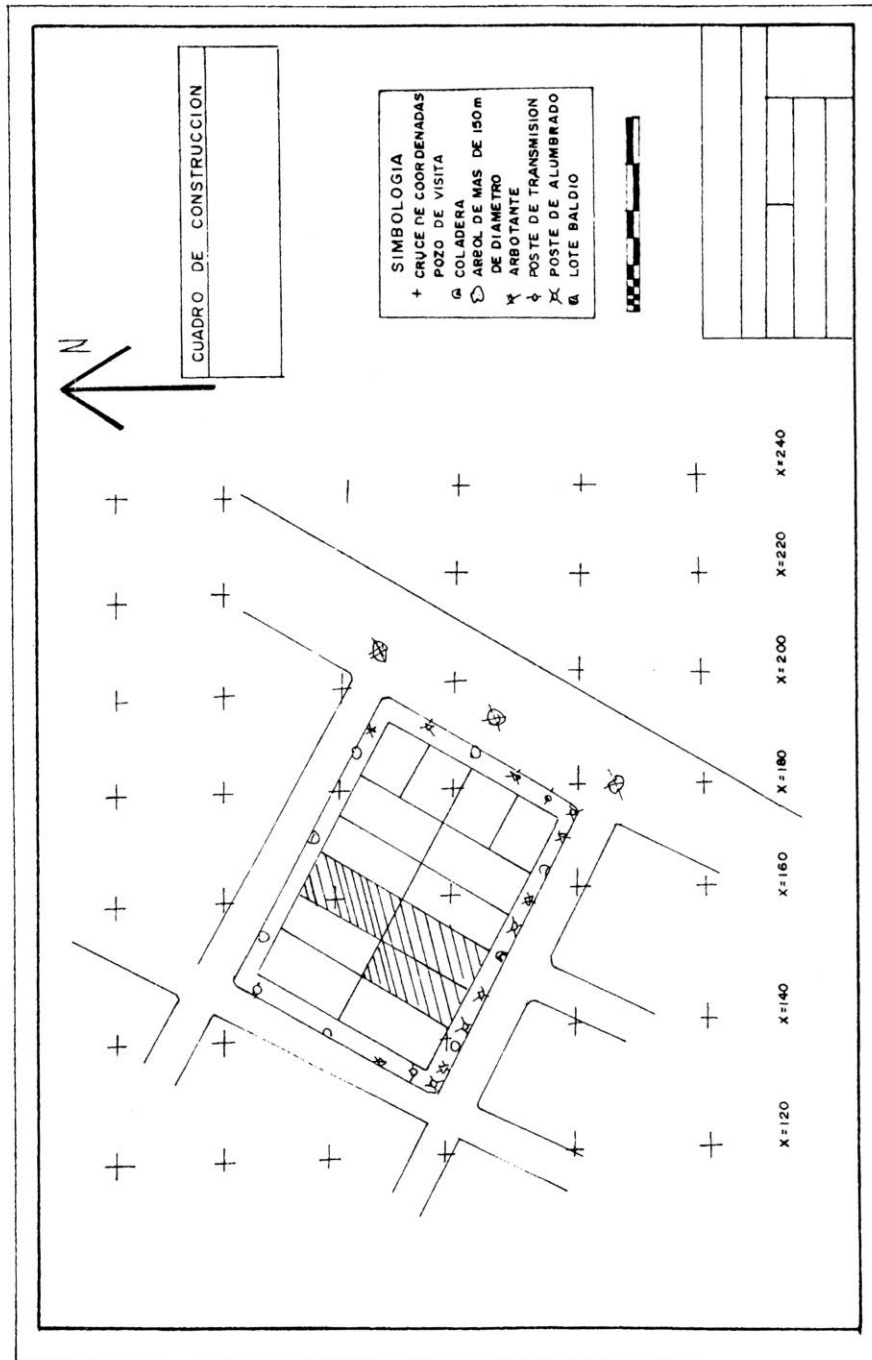 CUADRO DE CONSTRUCCION
N
SIMBOLOGIA
+ CRUCE DE COORDENADAS
POZO DE VISITA
COLADERA
ARBOL DE MAS DE 150m
DE DIAMETRO
ARBOTANTE
POSTE DE TRANSMISION
POSTE DE ALUMBRADO
LOTE BALDIO
X=120
X=140
X=160
X=180
X=200
X=220
X=240